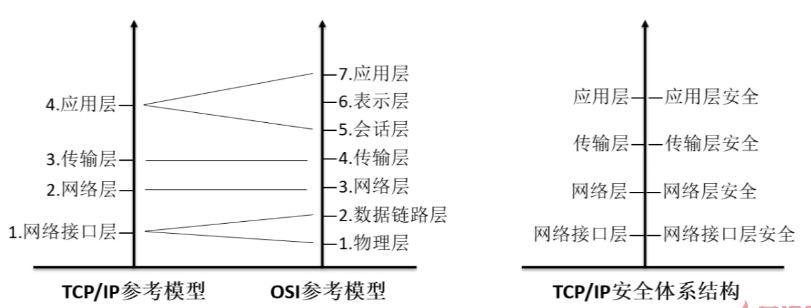 4.应用层
3.传输层
2.网络层
1.网络接口层
7.应用层
6.表示层
5.会话层
4.传输层
3.网络层
2.数据链路层
1.物理层
TCP/IP参考模型
OSI参考模型
应用层 应用层安全
传输层 传输层安全
网络层 网络层安全
网络接口层 网络接口层安全
TCP/IP安全体系结构